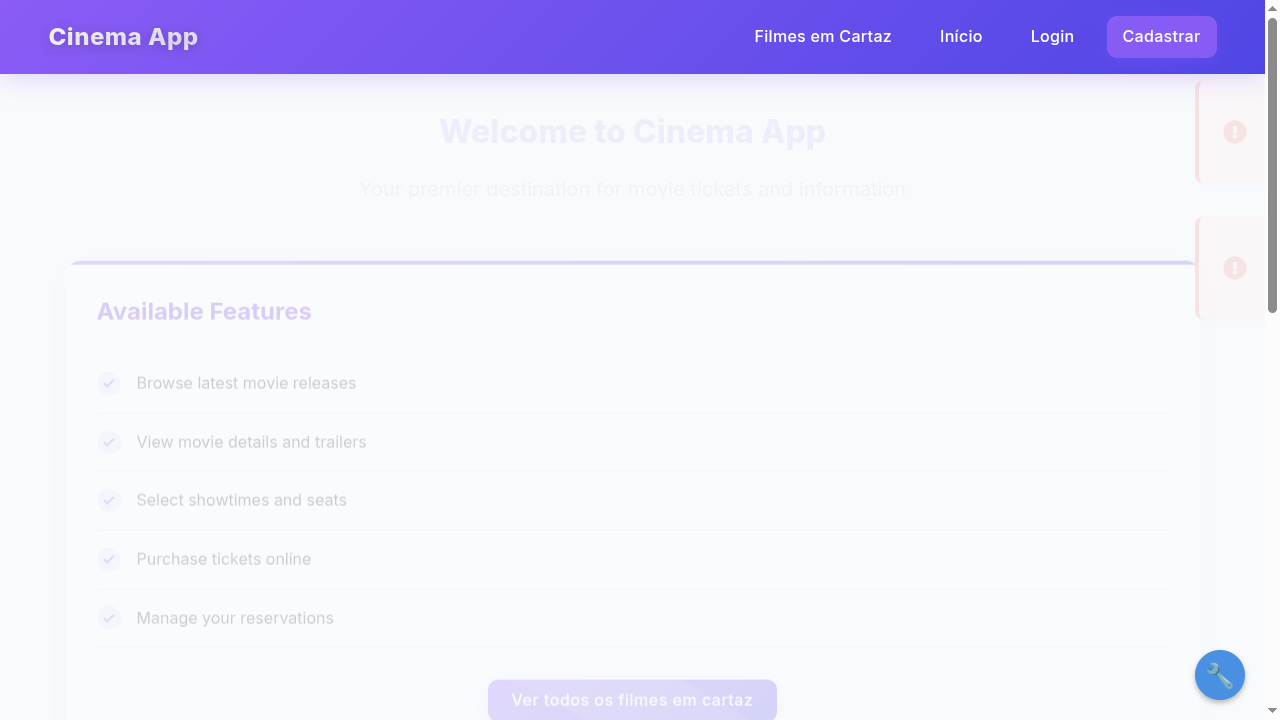 Cinema App
Filmes em Cartaz
Início
Login
Cadastrar
Welcome to Cinema App
Your premier destination for movie tickets and information
Available Features
Browse latest movie releases
View movie details and trailers
Select showtimes and seats
Purchase tickets online
Manage your reservations
Ver todos os filmes em cartaz